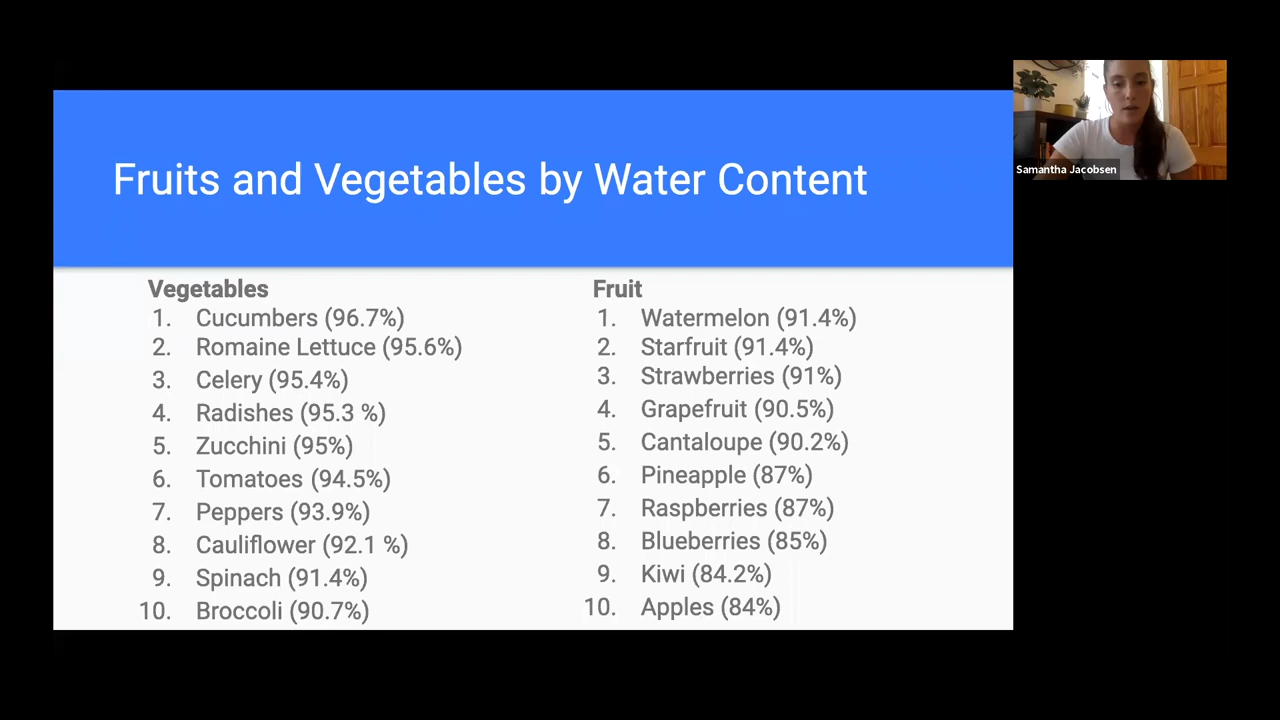 Fruits and Vegetables by Water Content
Vegetables
1. Cucumbers (96.7%)
2. Romaine Lettuce (95.6%)
3. Celery (95.4%)
4. Radishes (95.3 %)
5. Zucchini (95%)
6. Tomatoes (94.5%)
7. Peppers (93.9%)
8. Cauliflower (92.1 %)
9. Spinach (91.4%)
10. Broccoli (90.7%)
Fruit
1. Watermelon (91.4%)
2. Starfruit (91.4%)
3. Strawberries (91%)
4. Grapefruit (90.5%)
5. Cantaloupe (90.2%)
6. Pineapple (87%)
7. Raspberries (87%)
8. Blueberries (85%)
9. Kiwi (84.2%)
10. Apples (84%)
Samantha Jacobsen